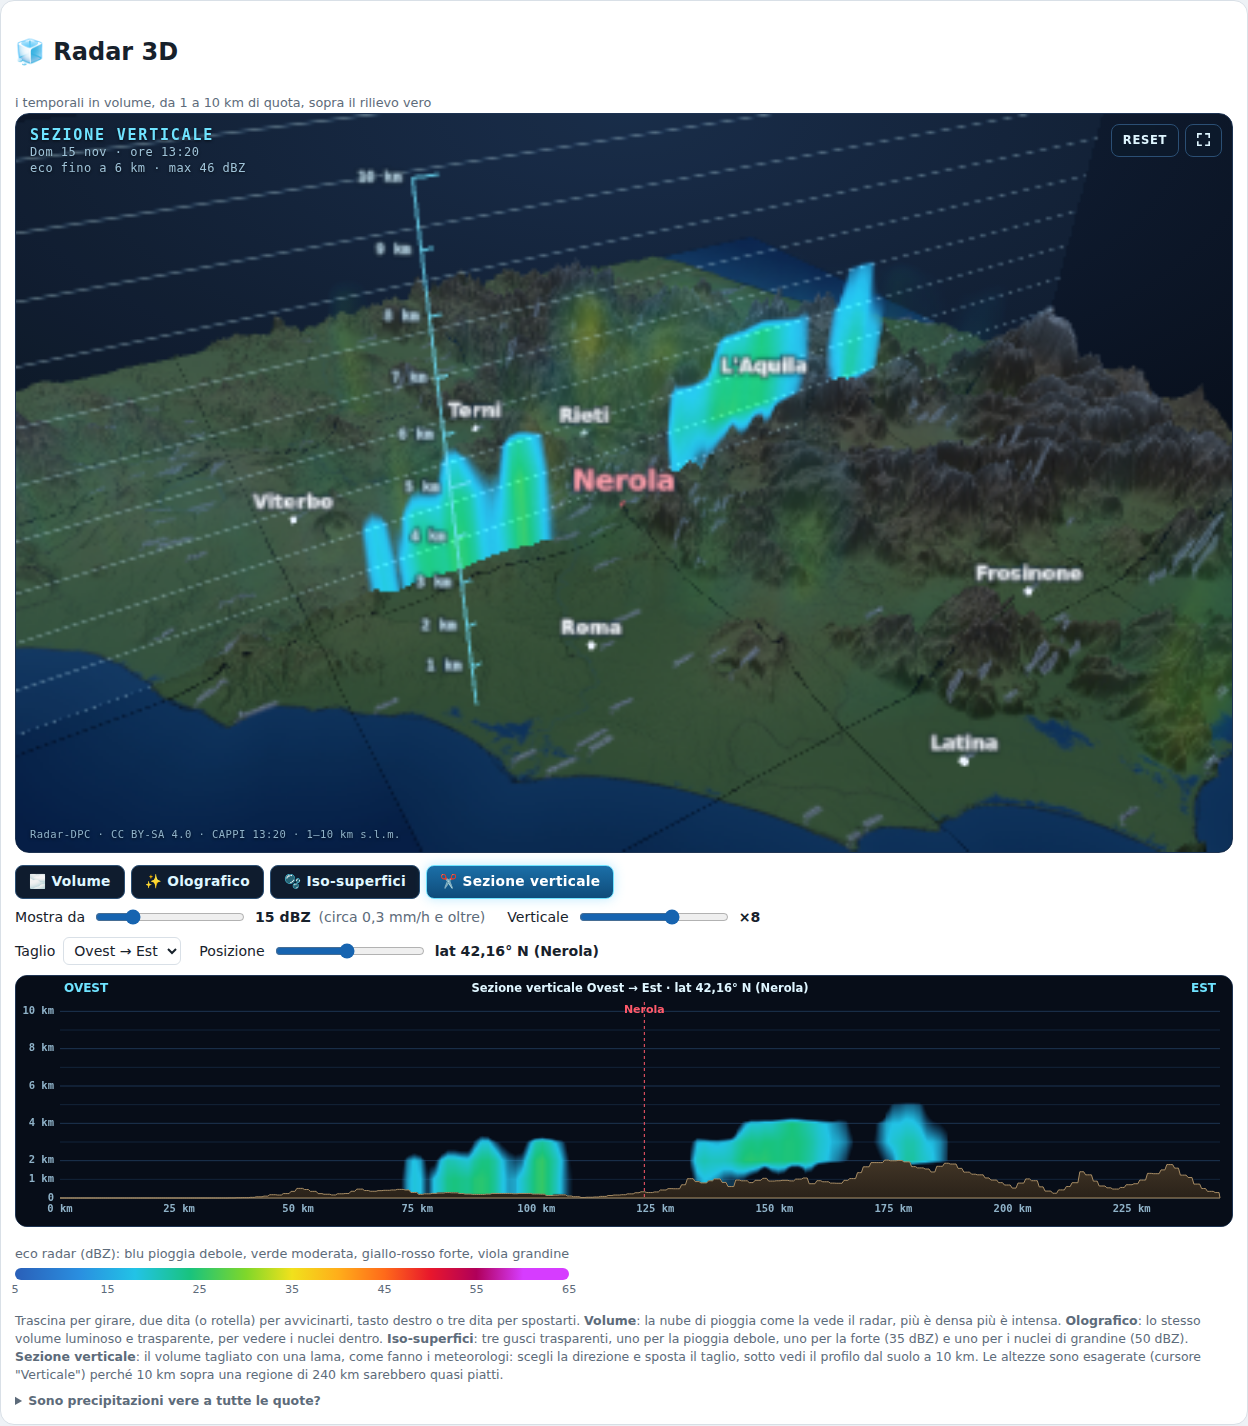 Radar 3D
i temporali in volume, da 1 a 10 km di quota, sopra il rilievo vero
SEZIONE VERTICALE
Dom 15 nov · ore 13:20
eco fino a 6 km · max 46 dBZ
RESET
10 km
9 km
8 km
7 km
6 km
5 km
4 km
3 km
2 km
1 km
L'Aquila
Terni
Rieti
Nerola
Viterbo
Frosinone
Roma
Latina
Radar-DPC · CC BY-SA 4.0 · CAPPI 13:20 · 1–10 km s.l.m.
Volume
Olografico
Iso-superfici
Sezione verticale
Mostra da 15 dBZ (circa 0,3 mm/h e oltre) Verticale ×8
Taglio Ovest → Est Posizione lat 42,16° N (Nerola)
OVEST Sezione verticale Ovest → Est · lat 42,16° N (Nerola) EST
Nerola
10 km
8 km
6 km
4 km
2 km
1 km
0
0 km 25 km 50 km 75 km 100 km 125 km 150 km 175 km 200 km 225 km
eco radar (dBZ): blu pioggia debole, verde moderata, giallo-rosso forte, viola grandine
5 15 25 35 45 55 65
Trascina per girare, due dita (o rotella) per avvicinarti, tasto destro o tre dita per spostarti. Volume: la nube di pioggia come la vede il radar, più è densa più è intensa. Olografico: lo stesso
volume luminoso e trasparente, per vedere i nuclei dentro. Iso-superfici: tre gusci trasparenti, uno per la pioggia debole, uno per la forte (35 dBZ) e uno per i nuclei di grandine (50 dBZ).
Sezione verticale: il volume tagliato con una lama, come fanno i meteorologi: scegli la direzione e sposta il taglio, sotto vedi il profilo dal suolo a 10 km. Le altezze sono esagerate (cursore
"Verticale") perché 10 km sopra una regione di 240 km sarebbero quasi piatti.
Sono precipitazioni vere a tutte le quote?